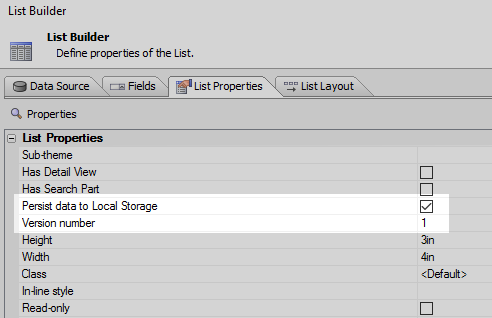 List Builder
List Builder
Define properties of the List.
Data Source Fields List Properties List Layout
Properties
List Properties
Sub-theme
Has Detail View
Has Search Part
Persist data to Local Storage
Version number 1
Height 3in
Width 4in
Class <Default>
In-line style
Read-only